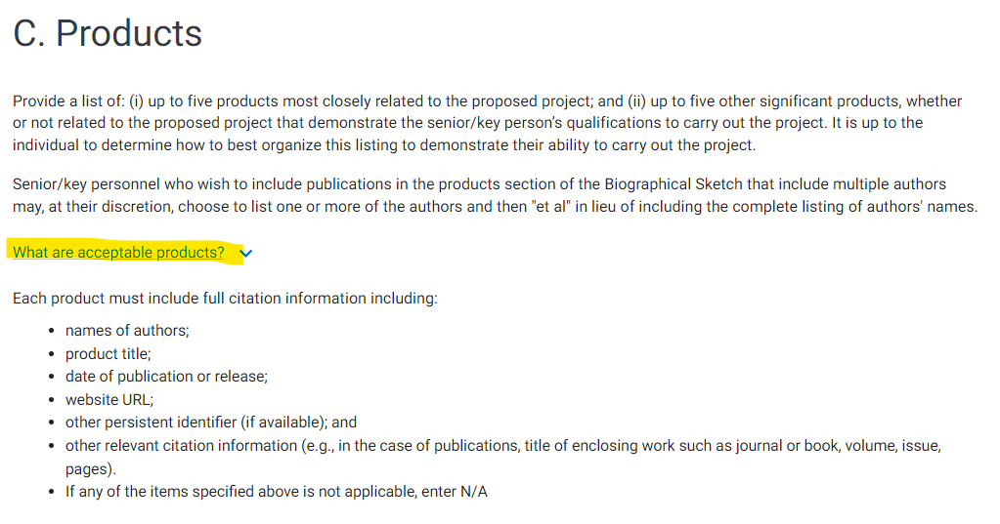 C. Products
Provide a list of: (i) up to five products most closely related to the proposed project; and (ii) up to five other significant products, whether
or not related to the proposed project that demonstrate the senior/key person's qualifications to carry out the project. It is up to the
individual to determine how to best organize this listing to demonstrate their ability to carry out the project.
Senior/key personnel who wish to include publications in the products section of the Biographical Sketch that include multiple authors
may, at their discretion, choose to list one or more of the authors and then "et al" in lieu of including the complete listing of authors' names.
What are acceptable products?
Each product must include full citation information including:
• names of authors;
• product title;
• date of publication or release;
• website URL;
• other persistent identifier (if available); and
• other relevant citation information (e.g., in the case of publications, title of enclosing work such as journal or book, volume, issue,
pages).
• If any of the items specified above is not applicable, enter N/A